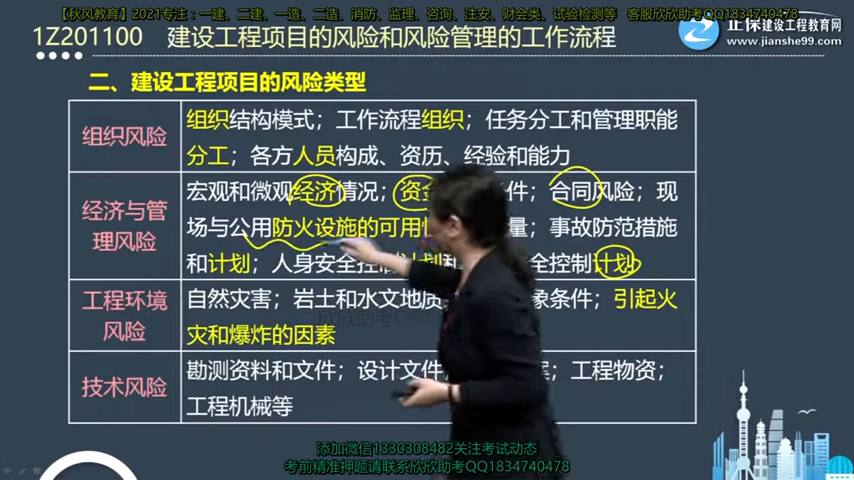 【秋风教育】2021专注：一建、二建、一造、二造、消防、监理、咨询、注安、财会类、试验检测等 客服欣欣助考QQ1834740478
1Z201100 建设工程项目的风险和风险管理的工作流程
正保建设工程教育网
www.jianshe99.com
二、建设工程项目的风险类型
组织风险
组织结构模式；工作流程组织；任务分工和管理职能
分工；各方人员构成、资历、经验和能力
经济与管
理风险
宏观和微观经济情况；资金 件；合同风险；现
场与公用防火设施的可用 量；事故防范措施
和计划；人身安全控制计划和 全控制计划
工程环境
风险
自然灾害；岩土和水文地质 象条件；引起火
灾和爆炸的因素
技术风险
勘测资料和文件；设计文件 ；工程物资；
工程机械等
添加微信1330308482关注考试动态
考前精准押题请联系欣欣助考QQ1834740478